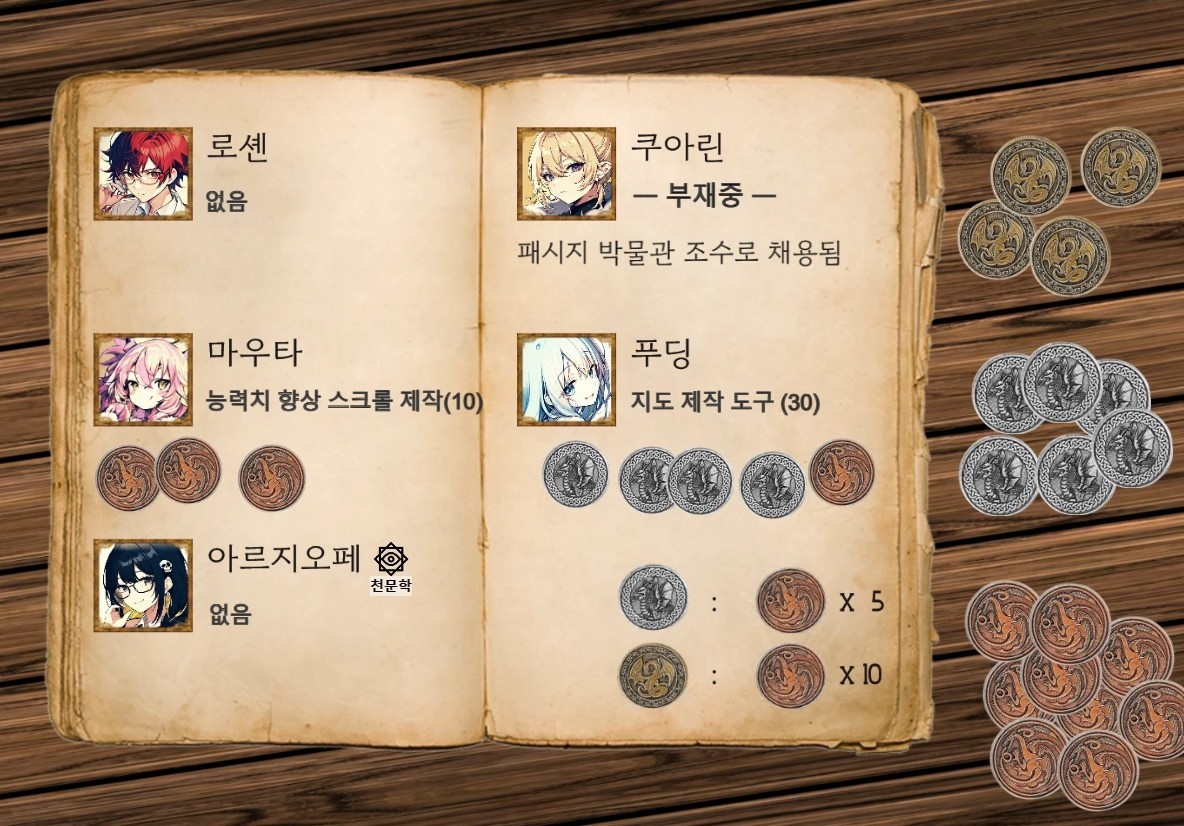 로셴
없음
마우타
능력치 향상 스크롤 제작(10)
아르지오페
천문학
없음
쿠아린
— 부재중 —
패시지 박물관 조수로 채용됨
푸딩
지도 제작 도구 (30)
: X 5
: X 10